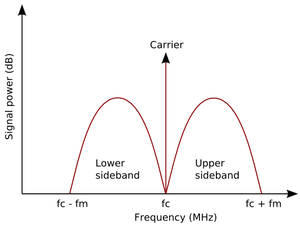 Carrier
Signal power (dB)
Lower
sideband
Upper
sideband
fc - fm
fc
fc + fm
Frequency (MHz)